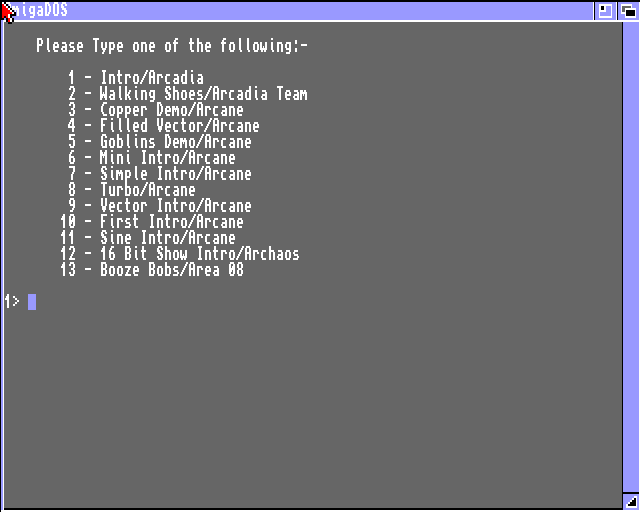 AmigaDOS
Please Type one of the following:-
1 - Intro/Arcadia
2 - Walking Shoes/Arcadia Team
3 - Copper Demo/Arcane
4 - Filled Vector/Arcane
5 - Goblins Demo/Arcane
6 - Mini Intro/Arcane
7 - Simple Intro/Arcane
8 - Turbo/Arcane
9 - Vector Intro/Arcane
10 - First Intro/Arcane
11 - Sine Intro/Arcane
12 - 16 Bit Show Intro/Archaos
13 - Booze Bobs/Area 08
1>